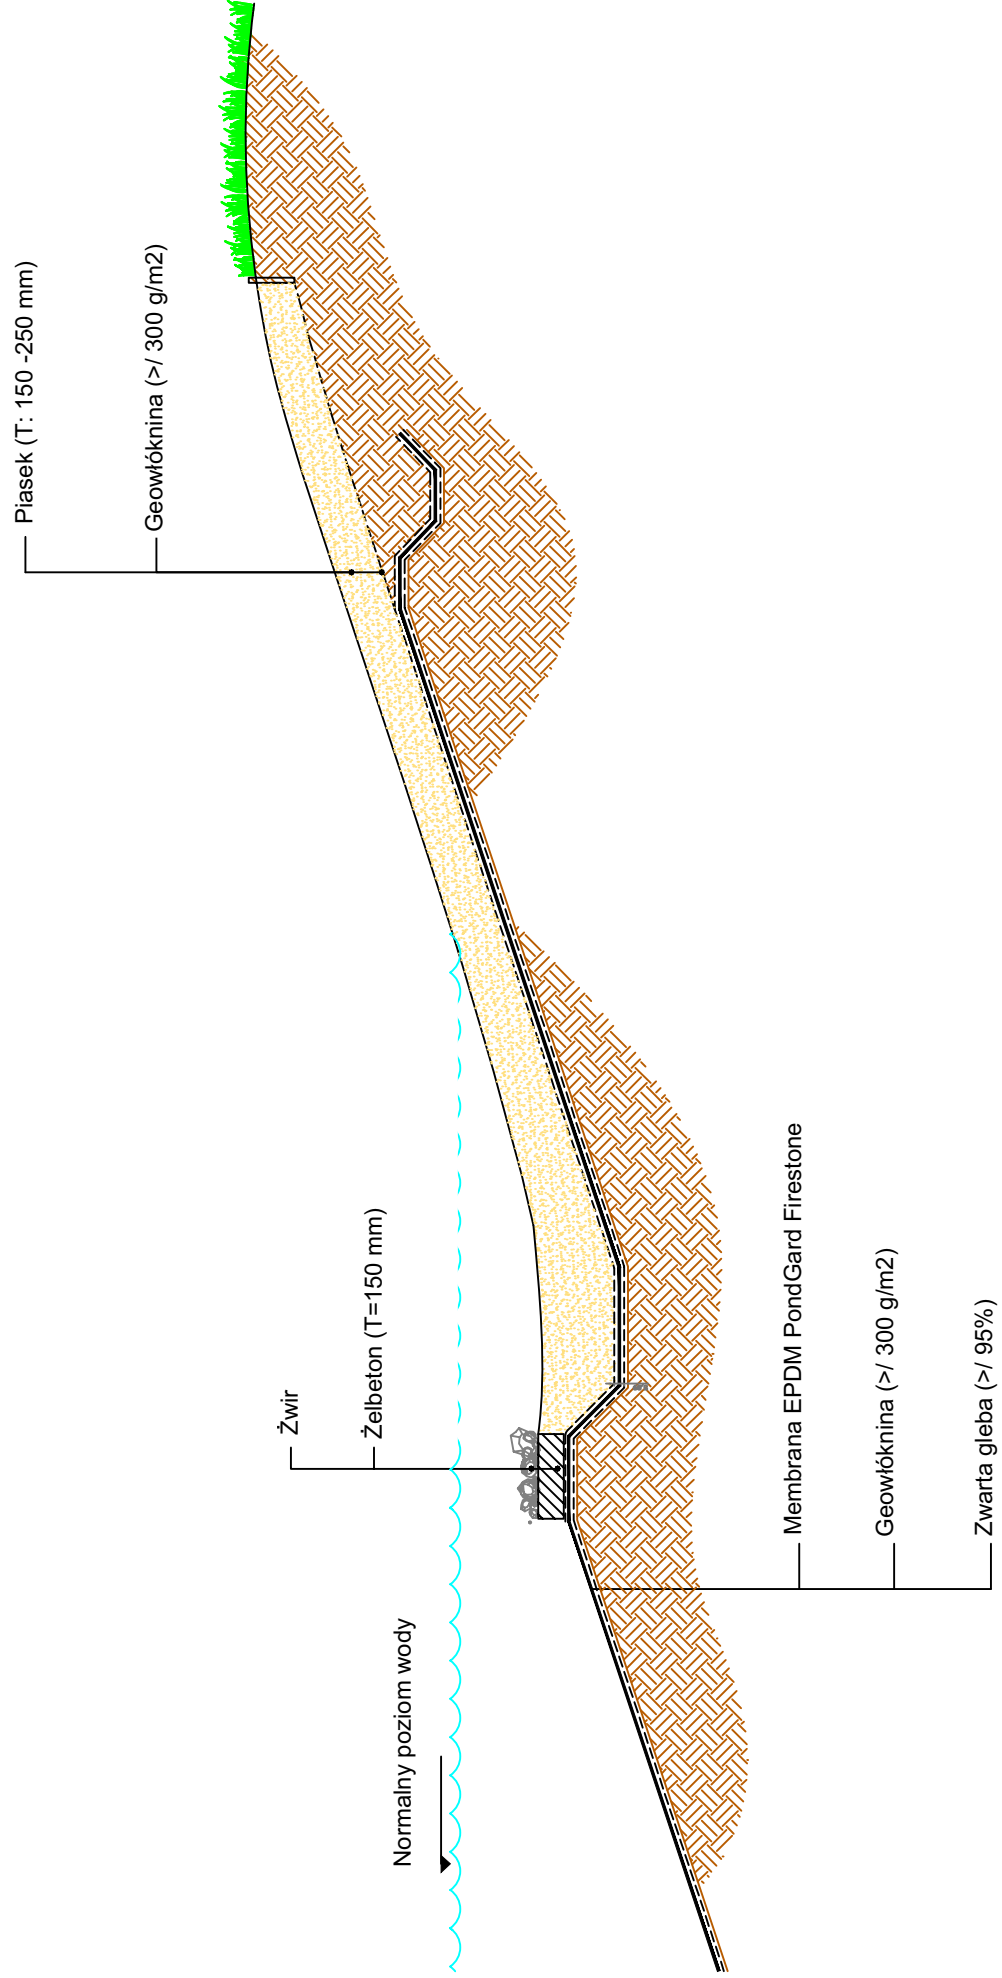 Piasek (T: 150 -250 mm)
Geowłóknina (>/ 300 g/m2)
Żwir
Żelbeton (T=150 mm)
Normalny poziom wody
Membrana EPDM PondGard Firestone
Geowłóknina (>/ 300 g/m2)
Zwarta gleba (>/ 95%)